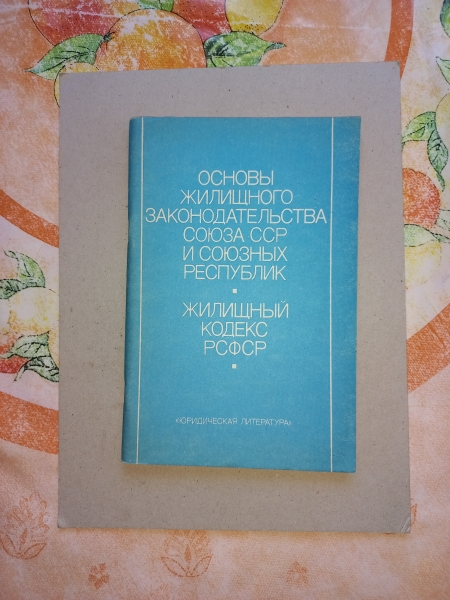 ОСНОВЫ
ЖИЛИЩНОГО
ЗАКОНОДАТЕЛЬСТВА
СОЮЗА ССР
И СОЮЗНЫХ
РЕСПУБЛИК
ЖИЛИЩНЫЙ
КОДЕКС
РСФСР
«ЮРИДИЧЕСКАЯ ЛИТЕРАТУРА»